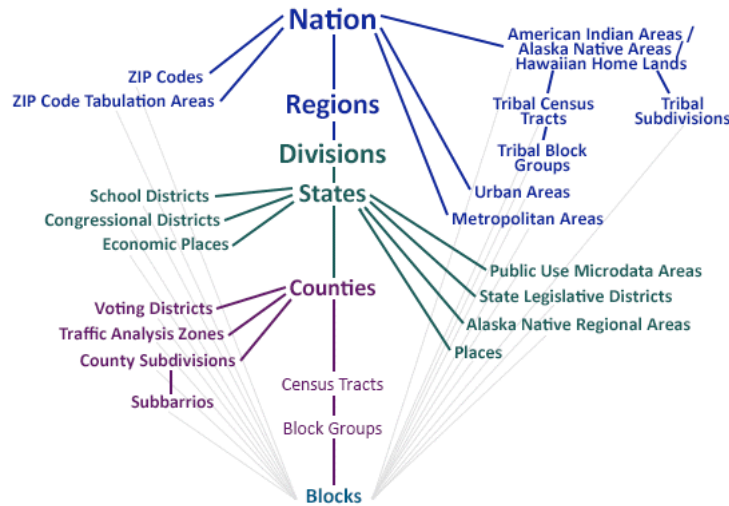 Nation
American Indian Areas /
Alaska Native Areas /
Hawaiian Home Lands
ZIP Codes
ZIP Code Tabulation Areas
Regions
Tribal Census
Tracts
Tribal
Subdivisions
Tribal Block
Groups
Divisions
States
Urban Areas
Metropolitan Areas
School Districts
Congressional Districts
Economic Places
Public Use Microdata Areas
State Legislative Districts
Alaska Native Regional Areas
Places
Counties
Voting Districts
Traffic Analysis Zones
County Subdivisions
Subbarrios
Census Tracts
Block Groups
Blocks